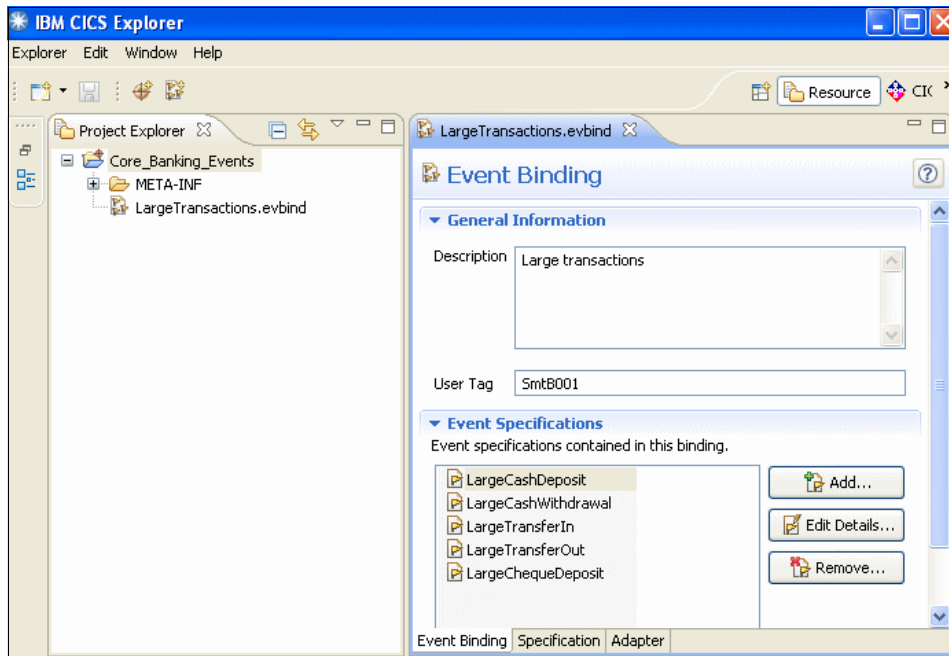 IBM CICS Explorer
Explorer Edit Window Help
Resource CI(
Project Explorer
Core_Banking_Events
META-INF
LargeTransactions.evbind
LargeTransactions.evbind
Event Binding
General Information
Description Large transactions
User Tag SmtB001
Event Specifications
Event specifications contained in this binding.
LargeCashDeposit
LargeCashWithdrawal
LargeTransferIn
LargeTransferOut
LargeChequeDeposit
Add...
Edit Details...
Remove...
Event Binding Specification Adapter